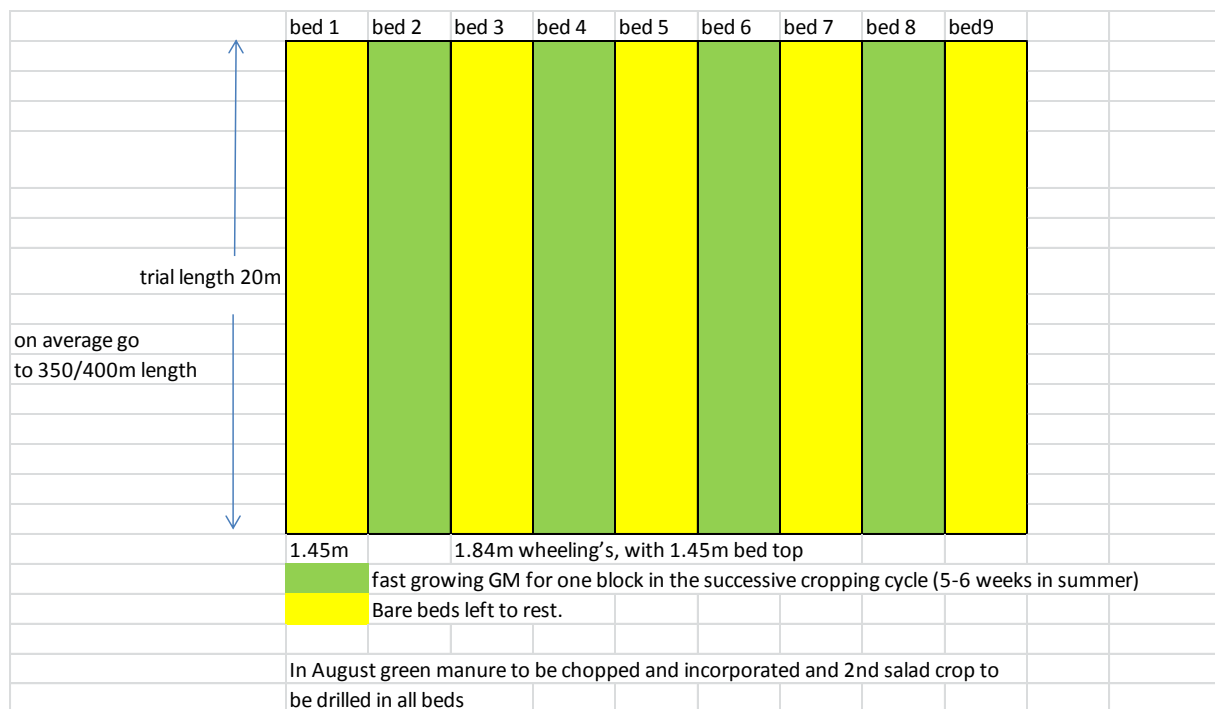 bed 1 bed 2 bed 3 bed 4 bed 5 bed 6 bed 7 bed 8 bed9
trial length 20m
on average go
to 350/400m length
1.45m 1.84m wheeling's, with 1.45m bed top
fast growing GM for one block in the successive cropping cycle (5-6 weeks in summer)
Bare beds left to rest.
In August green manure to be chopped and incorporated and 2nd salad crop to
be drilled in all beds